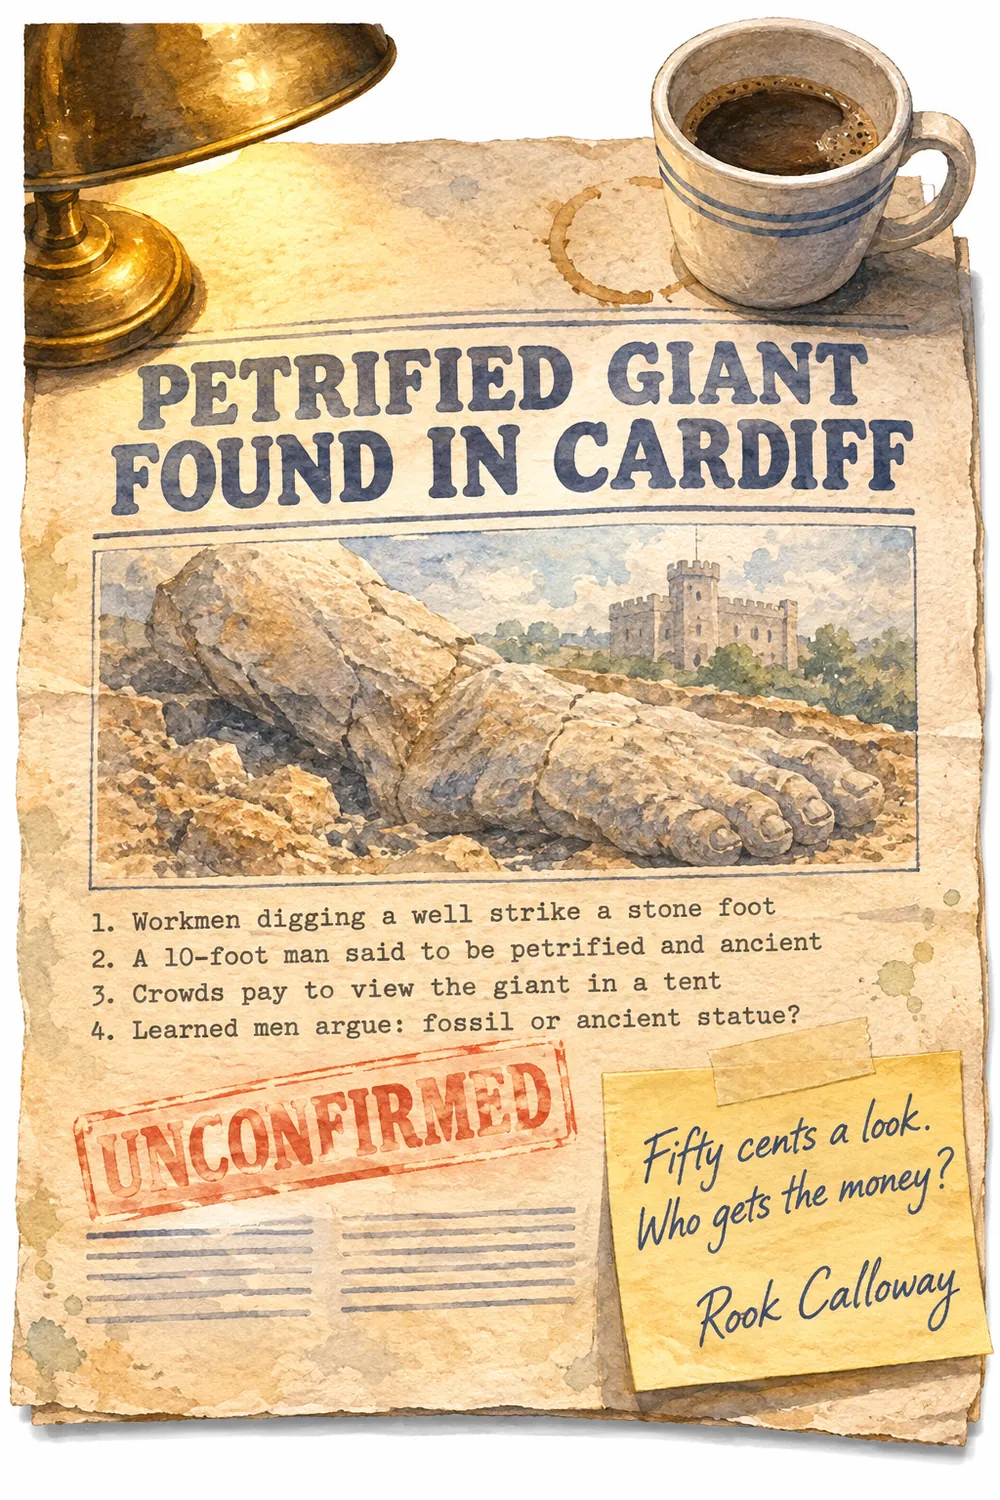 PETRIFIED GIANT
FOUND IN CARDIFF
1. Workmen digging a well strike a stone foot
2. A 10-foot man said to be petrified and ancient
3. Crowds pay to view the giant in a tent
4. Learned men argue: fossil or ancient statue?
UNCONFIRMED
Fifty cents a look.
Who gets the money?
Rook Calloway